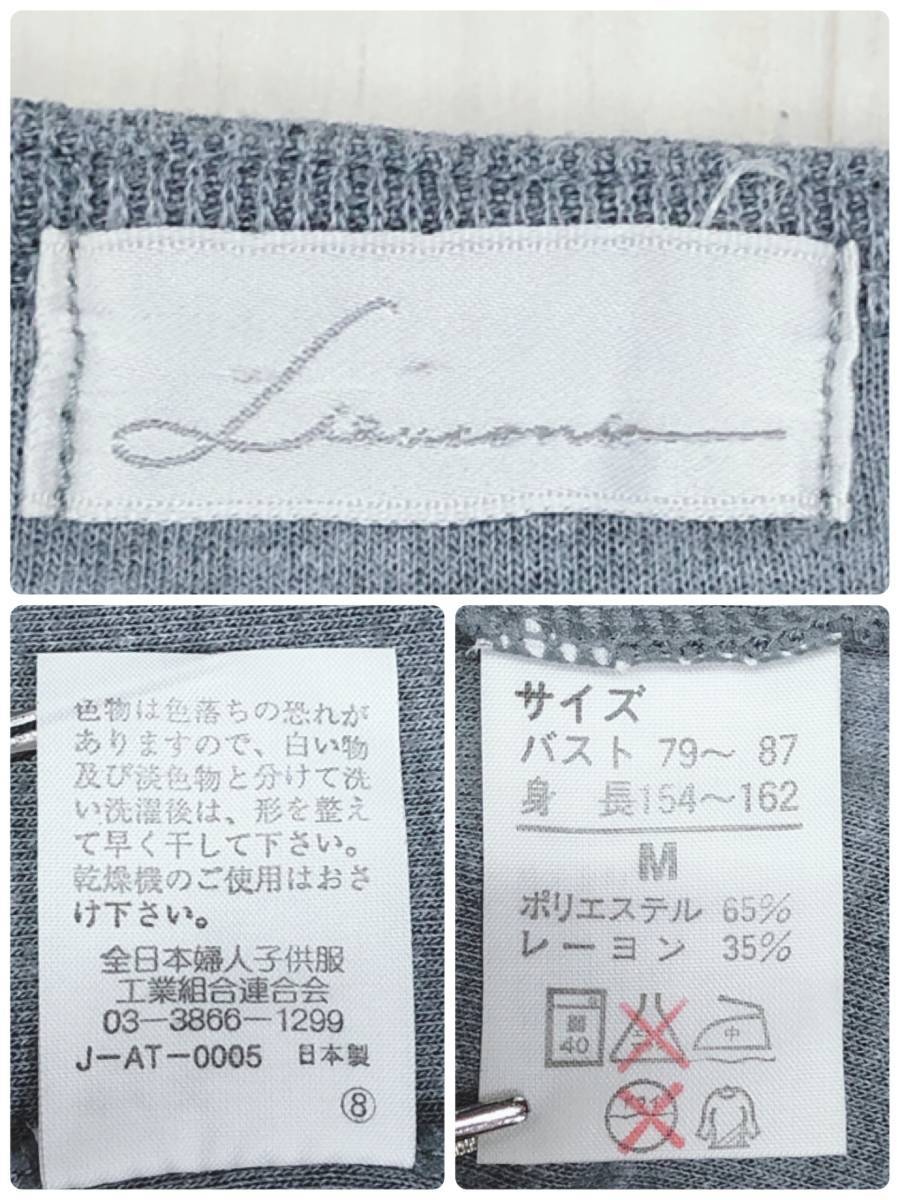 色物は色落ちの恐れが
ありますので、白い物
及び淡色物と分けて洗
い洗濯後は、形を整え
て早く干して下さい。
乾燥機のご使用はおさ
け下さい。
全日本婦人子供服
工業組合連合会
03-3866-1299
J-AT-0005 日本製
⑧
サイズ
バスト 79〜 87
身 長154〜162
M
ポリエステル 65%
レーヨン 35%
40
中